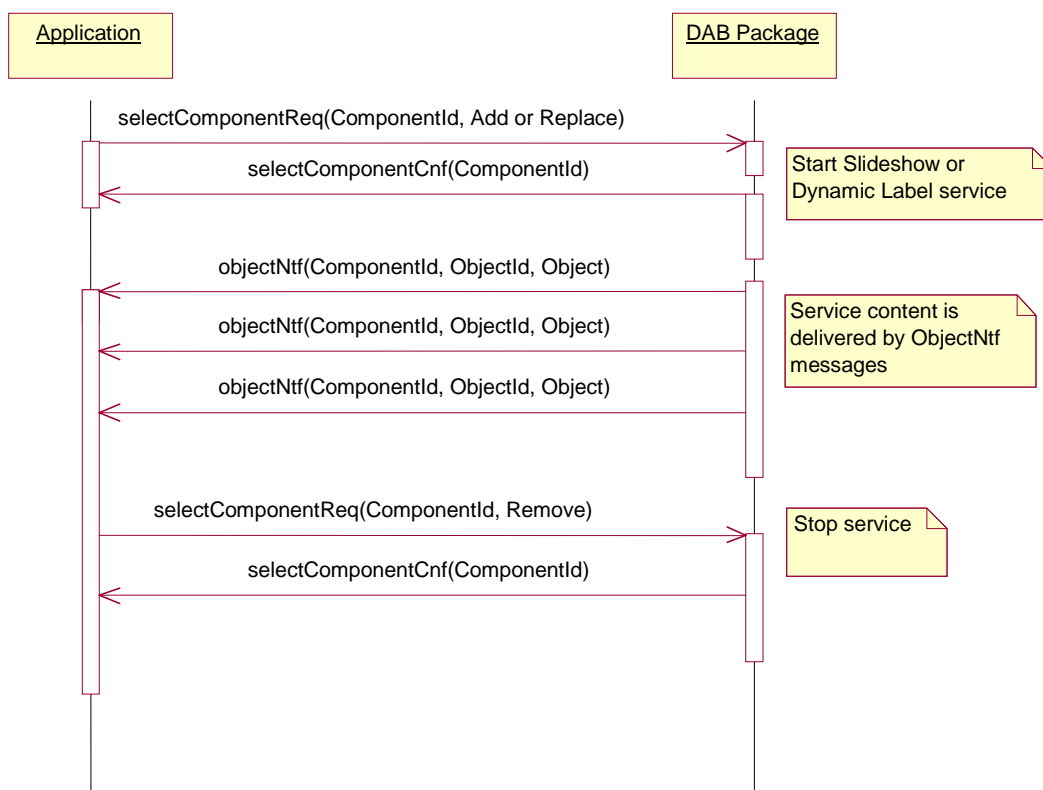 Application
DAB Package
selectComponentReq(ComponentId, Add or Replace)
selectComponentCnf(ComponentId)
Start Slideshow or
Dynamic Label service
objectNtf(ComponentId, ObjectId, Object)
objectNtf(ComponentId, ObjectId, Object)
objectNtf(ComponentId, ObjectId, Object)
Service content is
delivered by ObjectNtf
messages
selectComponentReq(ComponentId, Remove)
Stop service
selectComponentCnf(ComponentId)